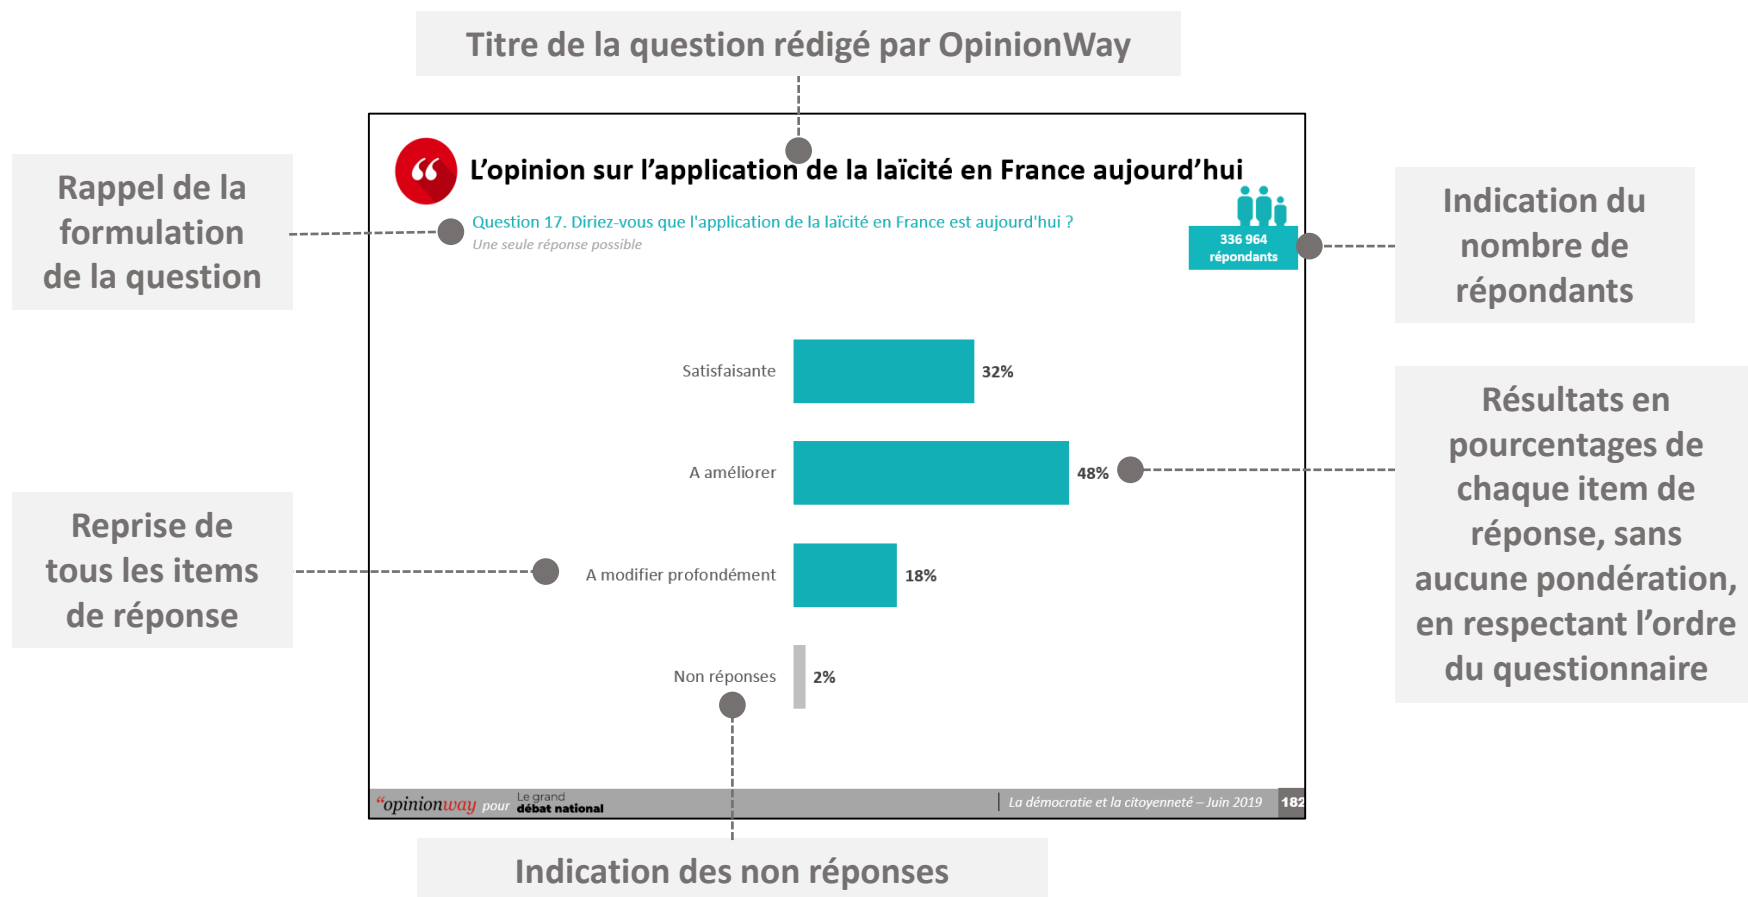 Titre de la question rédigé par OpinionWay
Rappel de la
formulation
de la question
“
L’opinion sur l’application de la laïcité en France aujourd’hui
Question 17. Diriez-vous que l'application de la laïcité en France est aujourd'hui ?
Une seule réponse possible
336 964
répondants
Indication du
nombre de
répondants
Satisfaisante
32%
A améliorer
48%
A modifier profondément
18%
Non réponses
2%
Reprise de
tous les items
de réponse
Résultats en
pourcentages de
chaque item de
réponse, sans
aucune pondération,
en respectant l’ordre
du questionnaire
“opinionway pour
Le grand
débat national
La démocratie et la citoyenneté – Juin 2019
182
Indication des non réponses